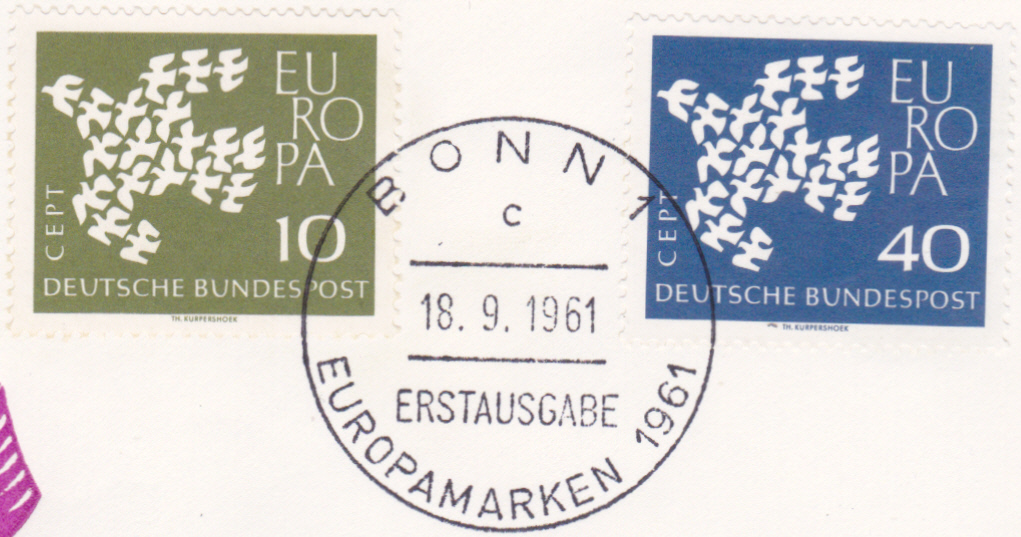 EU
RO
PA
CEPT
10
DEUTSCHE BUNDESPOST
TH. KURPERSHOEK
BONN 1
c
18. 9. 1961
ERSTAUSGABE
EUROPAMARKEN 1961
EU
RO
PA
CEPT
40
DEUTSCHE BUNDESPOST
TH. KURPERSHOEK